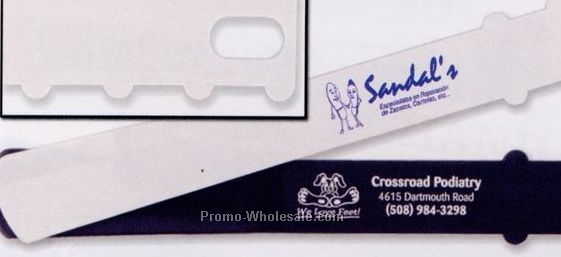 Sandal's
Especialistas en Reparación
de Zapatos, Carteras, etc...
We Love Feet!
Crossroad Podiatry
4615 Dartmouth Road
(508) 984-3298
Promo-Wholesale.com